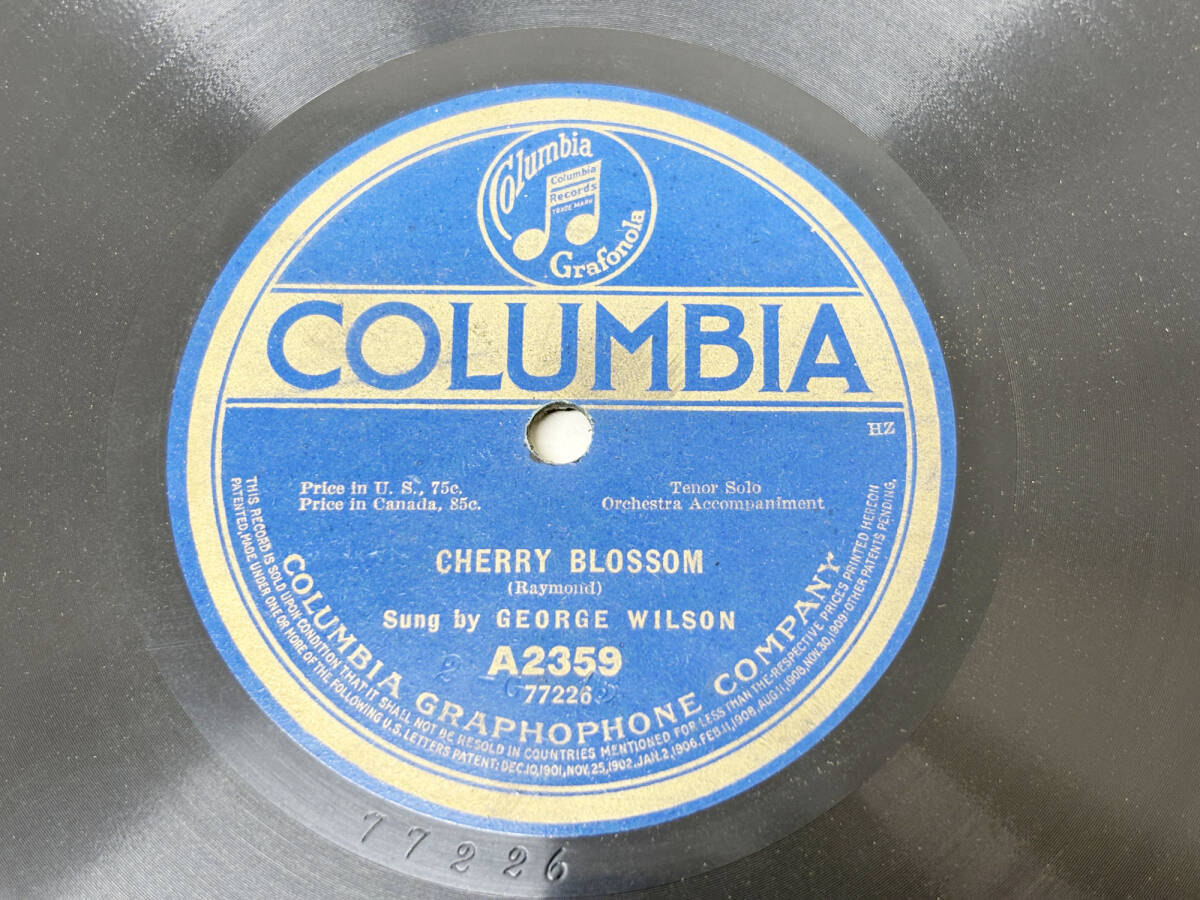 Columbia
Columbia
Records
TRADE MARK
Grafonola
COLUMBIA
HZ
Price in U. S., 75c.
Price in Canada, 85c.
Tenor Solo
Orchestra Accompaniment
CHERRY BLOSSOM
(Raymond)
Sung by GEORGE WILSON
A2359
77226
COLUMBIA GRAPHOPHONE COMPANY
THIS RECORD IS SOLD UPON CONDITION THAT IT SHALL NOT BE RESOLD IN COUNTRIES MENTIONED FOR LESS THAN THE RESPECTIVE PRICES PRINTED HEREON
PATENTED, MADE UNDER ONE OR MORE OF THE FOLLOWING U.S. LETTERS PATENT: DEC.10,1901, NOV.25,1902, JAN.2,1906, FEB.11,1908, AUG.11,1908, NOV.30,1909. OTHER PATENTS PENDING.
77226